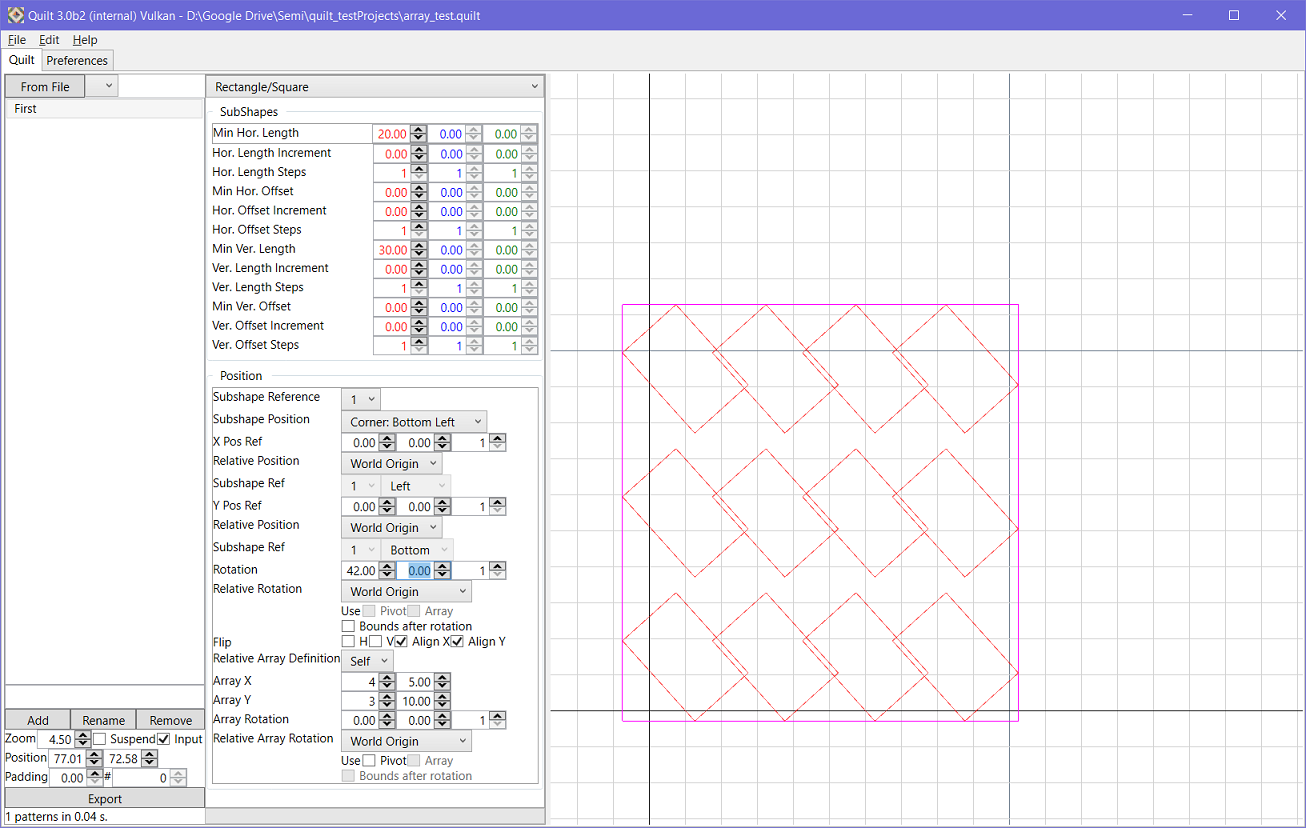 Quilt 3.0b2 (internal) Vulkan - D:\Google Drive\Semi\quilt_testProjects\array_test.quilt
File Edit Help
Quilt Preferences
From File
First
Add Rename Remove
Zoom 4.50 Suspend Input
Position 77.01 72.58
Padding 0.00 # 0
Export
1 patterns in 0.04 s.
Rectangle/Square
SubShapes
Min Hor. Length 20.00 0.00 0.00
Hor. Length Increment 0.00 0.00 0.00
Hor. Length Steps 1 1 1
Min Hor. Offset 0.00 0.00 0.00
Hor. Offset Increment 0.00 0.00 0.00
Hor. Offset Steps 1 1 1
Min Ver. Length 30.00 0.00 0.00
Ver. Length Increment 0.00 0.00 0.00
Ver. Length Steps 1 1 1
Min Ver. Offset 0.00 0.00 0.00
Ver. Offset Increment 0.00 0.00 0.00
Ver. Offset Steps 1 1 1
Position
Subshape Reference 1
Subshape Position Corner: Bottom Left
X Pos Ref 0.00 0.00 1
Relative Position World Origin
Subshape Ref 1 Left
Y Pos Ref 0.00 0.00 1
Relative Position World Origin
Subshape Ref 1 Bottom
Rotation 42.00 0.00 1
Relative Rotation World Origin
Use Pivot Array
Bounds after rotation
Flip H V Align X Align Y
Relative Array Definition Self
Array X 4 5.00
Array Y 3 10.00
Array Rotation 0.00 0.00 1
Relative Array Rotation World Origin
Use Pivot Array
Bounds after rotation